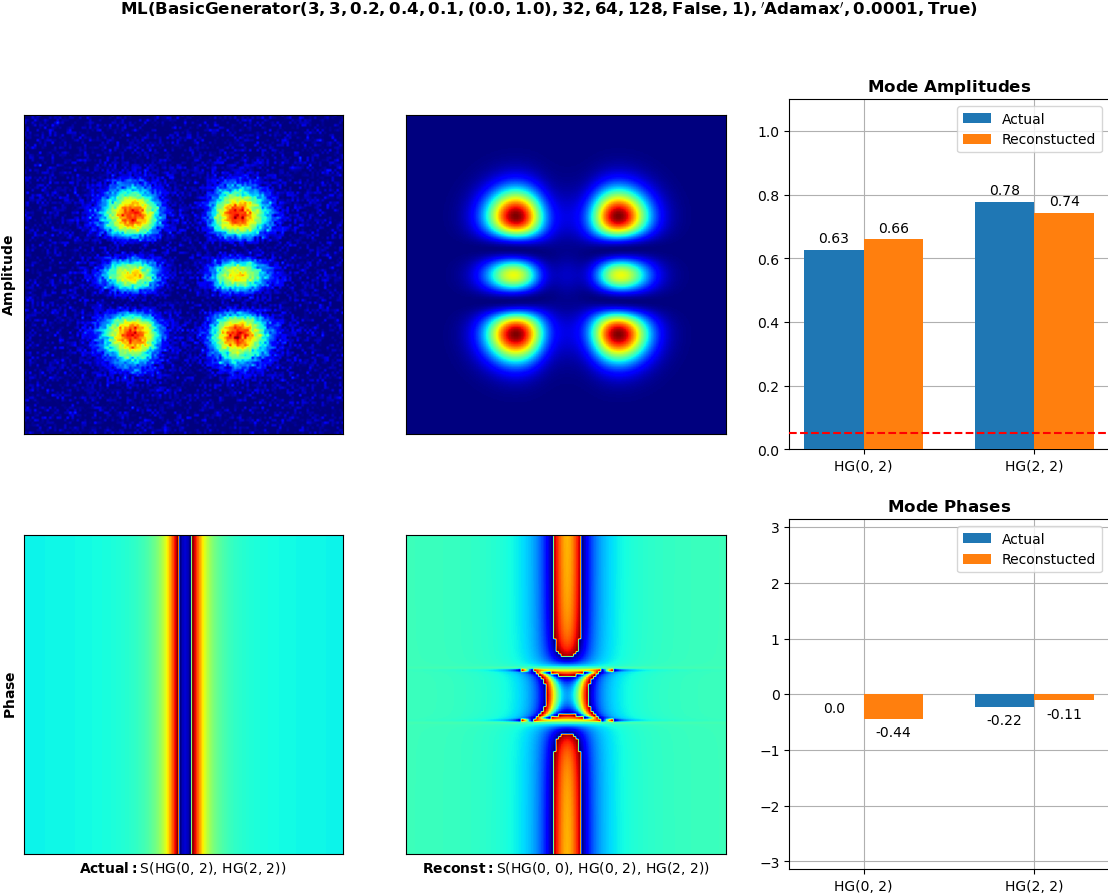 ML(BasicGenerator(3, 3, 0.2, 0.4, 0.1, (0.0, 1.0), 32, 64, 128, False, 1), 'Adamax', 0.0001, True)
Amplitude
Mode Amplitudes
Actual
Reconstucted
1.0
0.8
0.6
0.4
0.2
0.0
0.63
0.66
0.78
0.74
HG(0, 2)
HG(2, 2)
Phase
Actual: S(HG(0, 2), HG(2, 2))
Reconst: S(HG(0, 0), HG(0, 2), HG(2, 2))
Mode Phases
Actual
Reconstucted
3
2
1
0
−1
−2
−3
0.0
-0.44
-0.22
-0.11
HG(0, 2)
HG(2, 2)